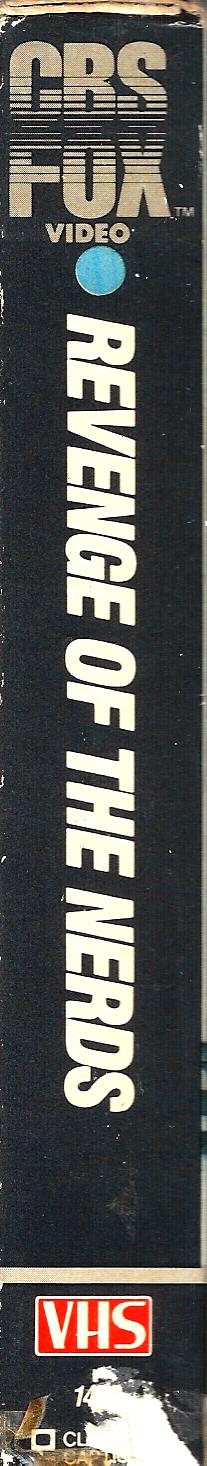 CBS
FOX
™
VIDEO
REVENGE OF THE NERDS
VHS